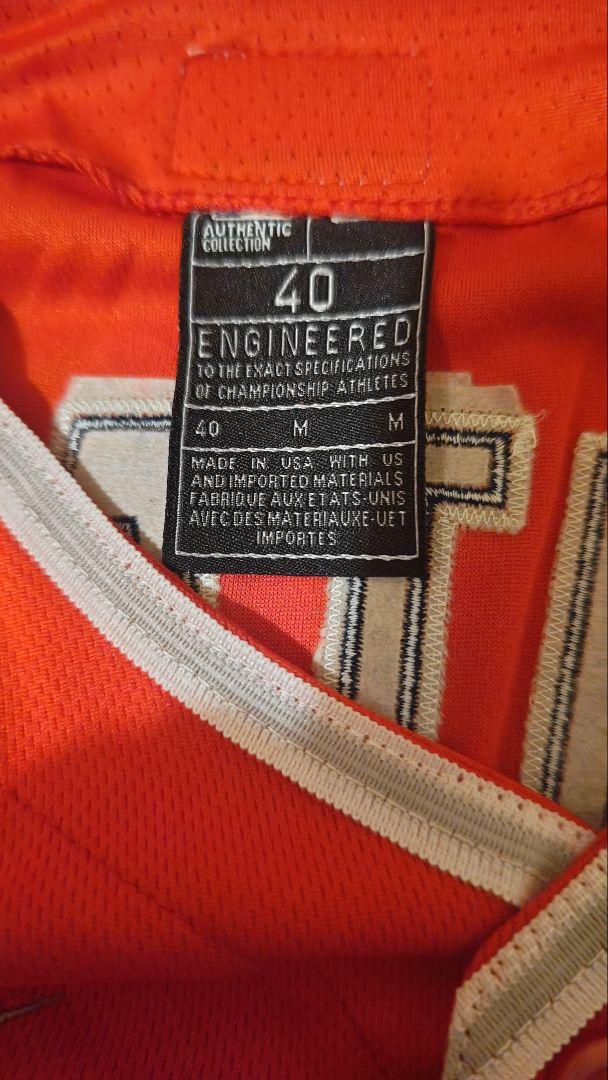 AUTHENTIC
COLLECTION
40
ENGINEERED
TO THE EXACT SPECIFICATIONS
OF CHAMPIONSHIP ATHLETES
40 M M
MADE IN USA WITH US
AND IMPORTED MATERIALS
FABRIQUE AUX ETATS-UNIS
AVEC DES MATERIAUXE-UET
IMPORTES